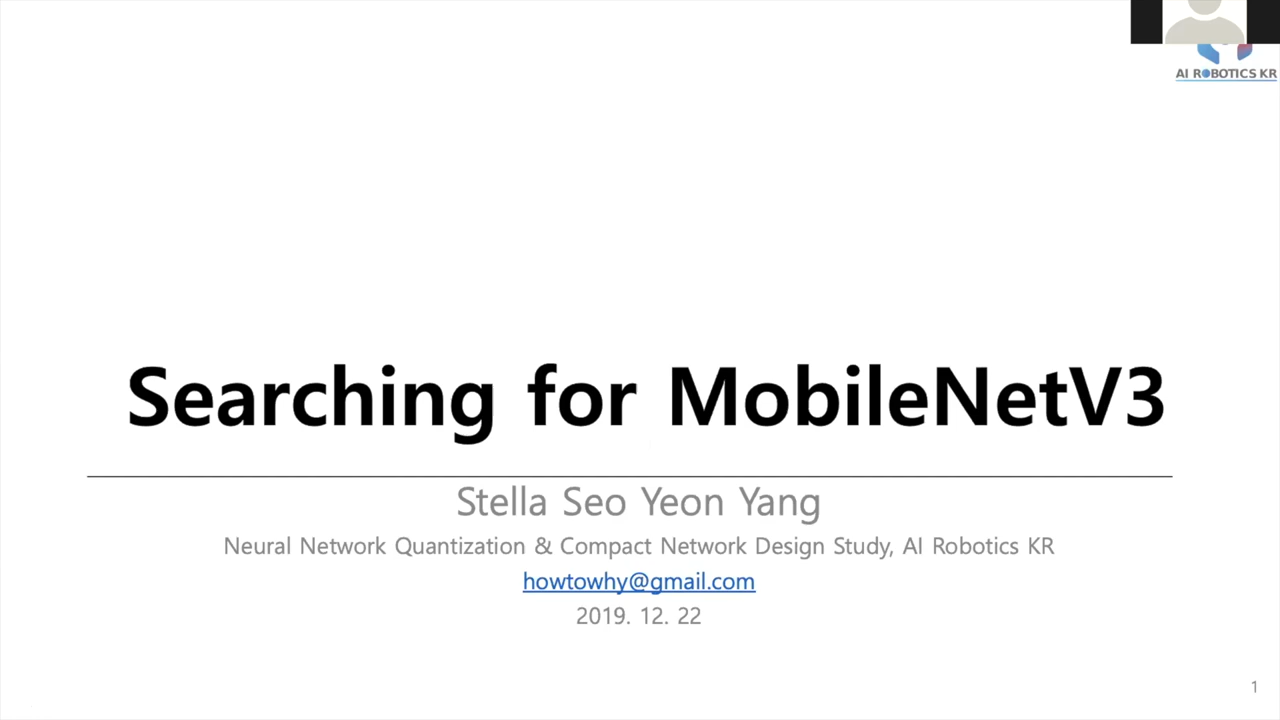 AI ROBOTICS KR
Searching for MobileNetV3
Stella Seo Yeon Yang
Neural Network Quantization & Compact Network Design Study, AI Robotics KR
howtowhy@gmail.com
2019. 12. 22
1